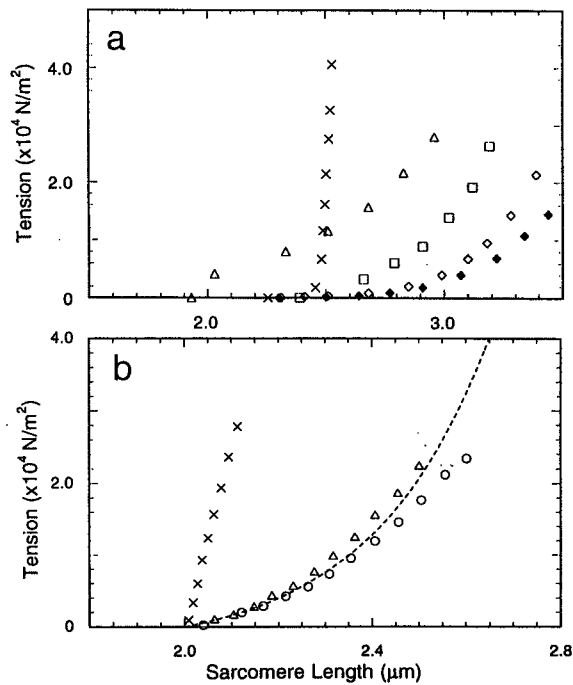 a
Tension (x10⁴ N/m²)
4.0
2.0
0
2.0 3.0
b
Tension (x10⁴ N/m²)
4.0
2.0
0
2.0 2.4 2.8
Sarcomere Length (μm)